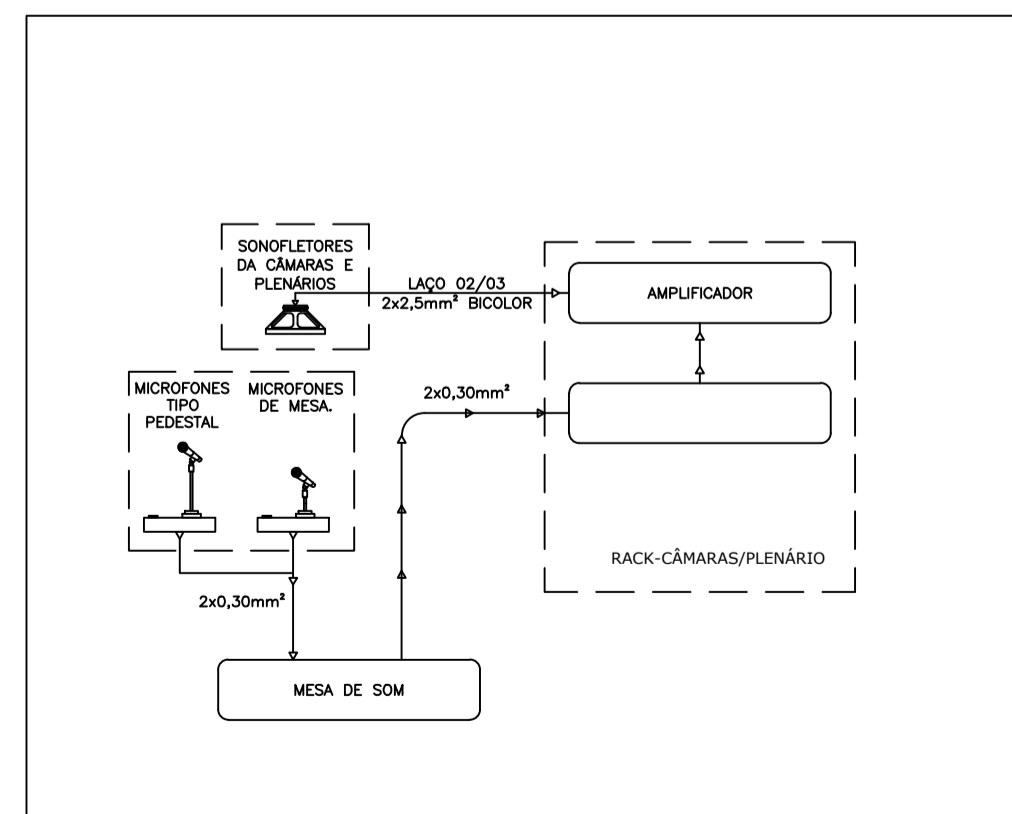 SONOFLETORES
DA CÂMARAS E
PLENÁRIOS
LAÇO 02/03
2x2,5mm² BICOLOR
AMPLIFICADOR
MICROFONES
TIPO
PEDESTAL
MICROFONES
DE MESA.
2x0,30mm²
RACK-CÂMARAS/PLENÁRIO
2x0,30mm²
MESA DE SOM